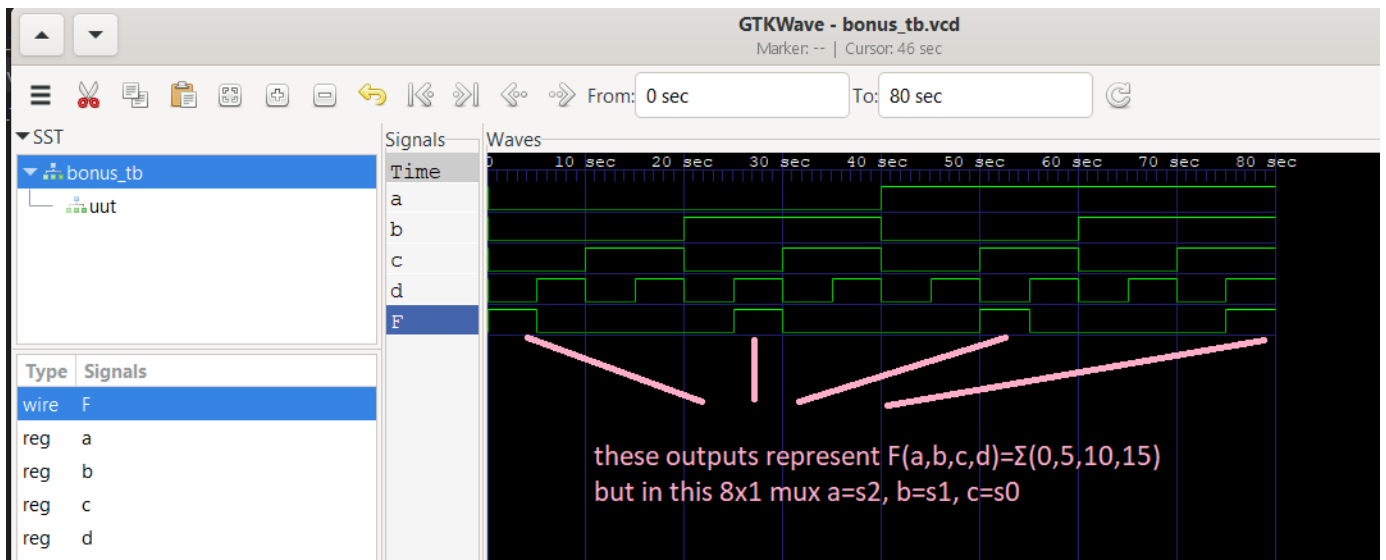 GTKWave - bonus_tb.vcd
Marker: -- | Cursor: 46 sec
From: 0 sec To: 80 sec
SST
bonus_tb
uut
Signals
Time
a
b
c
d
F
Waves
0 10 sec 20 sec 30 sec 40 sec 50 sec 60 sec 70 sec 80 sec
these outputs represent F(a,b,c,d)=Σ(0,5,10,15)
but in this 8x1 mux a=s2, b=s1, c=s0
Type Signals
wire F
reg a
reg b
reg c
reg d